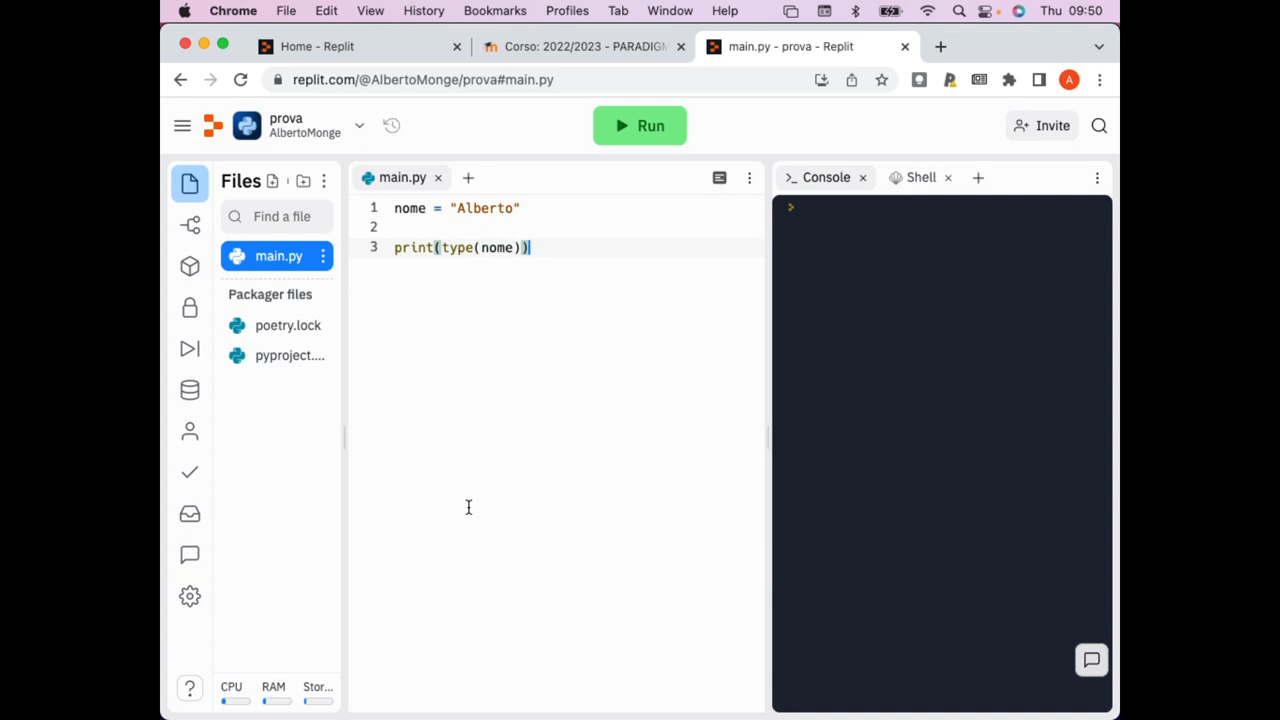 Chrome File Edit View History Bookmarks Profiles Tab Window Help Thu 09:50
Home - Replit Corso: 2022/2023 - PARADIGM main.py - prova - Replit
replit.com/@AlbertoMonge/prova#main.py A
prova
AlbertoMonge
Run
Invite
Files
main.py
>_ Console
Shell
Find a file
main.py
Packager files
poetry.lock
pyproject....
1 nome = "Alberto"
2
3 print(type(nome))
>
CPU RAM Stor...
?